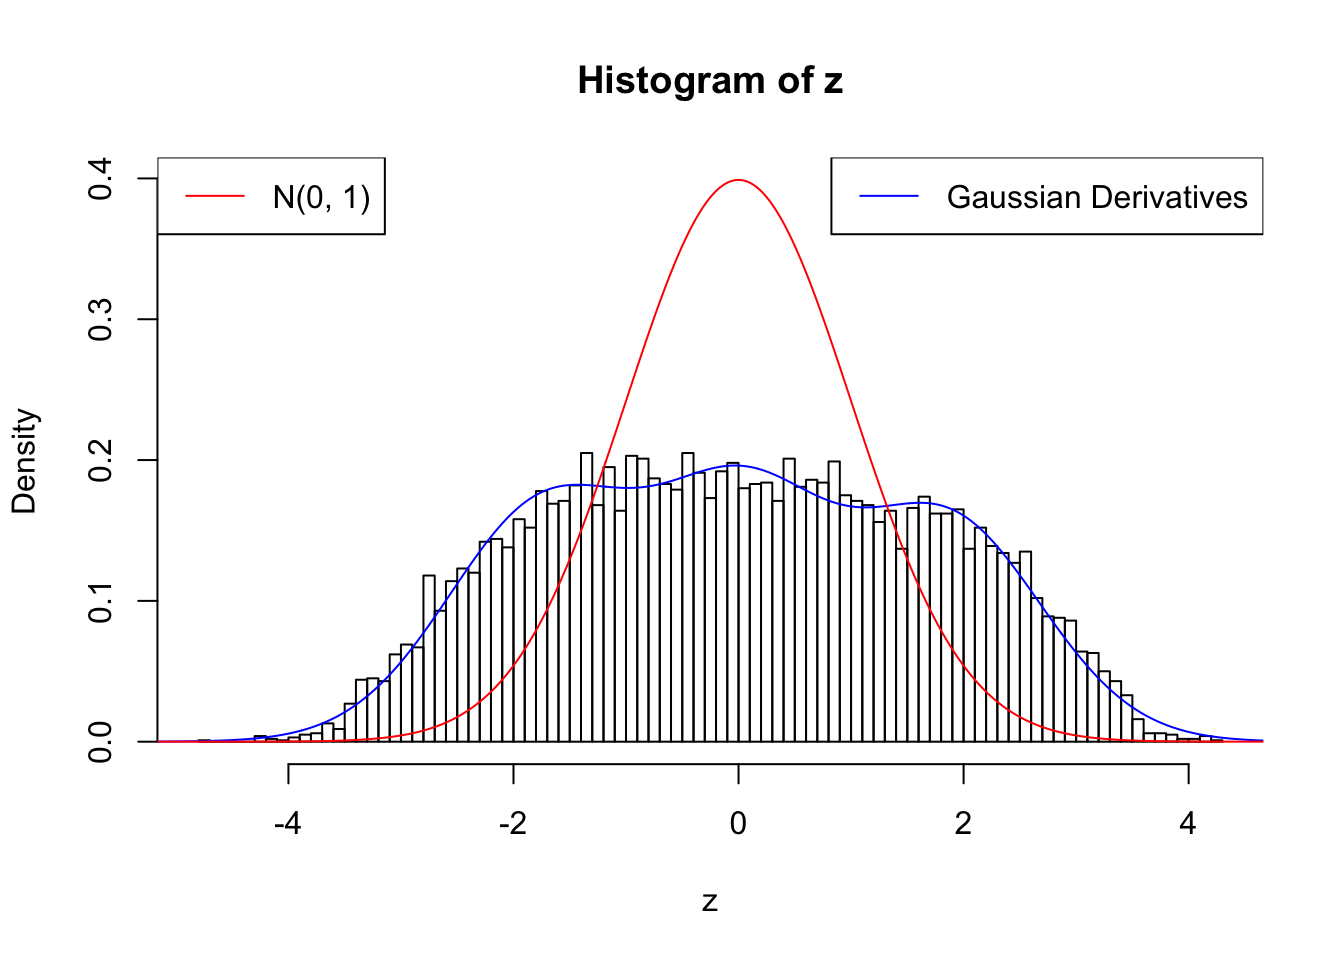 Histogram of z
N(0, 1)
Gaussian Derivatives
0.4
0.3
0.2
0.1
0.0
Density
-4 -2 0 2 4
z